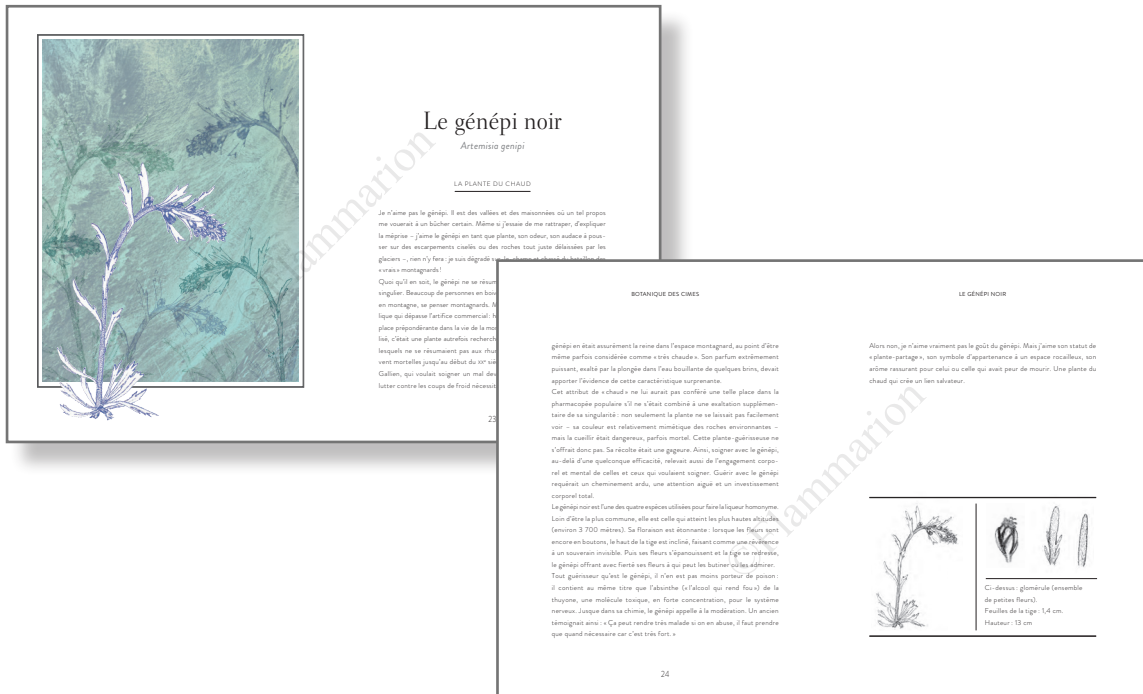 Le génépi noir
Artemisia genipi
LA PLANTE DU CHAUD
Je n'aime pas le génépi. Il est des vallées et des maisonnées où un tel propos
me vouerait à un bûcher certain. Même si j'essaie de me rattraper, d'expliquer
la méprise – j'aime le génépi en tant que plante, son odeur, son audace à pous-
ser sur des escarpements ciselés ou des roches tout juste délaissées par les
glaciers –, rien n'y fera : je suis dégradé
« vrais » montagnards !
Quoi qu'il en soit, le génépi ne se
singulier. Beaucoup de personnes en
en montagne, se penser montagnards.
lique qui dépasse l'artifice commercial :
place prépondérante dans la vie de la
lisé, c'était une plante autrefois
lesquels ne se résumaient pas aux
vent mortelles jusqu'au début du XXe
Gallien, qui voulait soigner un mal
lutter contre les coups de froid
23
©Flammarion
BOTANIQUE DES CIMES
génépi en était assurément la reine dans l'espace montagnard, au point d'être
même parfois considérée comme « très chaude ». Son parfum extrêmement
puissant, exalté par la plongée dans l'eau bouillante de quelques brins, devait
apporter l'évidence de cette caractéristique surprenante.
Cet attribut de « chaud » ne lui aurait pas conféré une telle place dans la
pharmacopée populaire s'il ne s'était combiné à une exaltation supplémen-
taire de sa singularité : non seulement la plante ne se laissait pas facilement
voir – sa couleur est relativement mimétique des roches environnantes –
mais la cueillir était dangereux, parfois mortel. Cette plante-guérisseuse ne
s'offrait donc pas. Sa récolte était une gageure. Ainsi, soigner avec le génépi,
au-delà d'une quelconque efficacité, relevait aussi de l'engagement corpo-
rel et mental de celles et ceux qui voulaient soigner. Guérir avec le génépi
requérait un cheminement ardu, une attention aiguë et un investissement
corporel total.
Le génépi noir est l'une des quatre espèces utilisées pour faire la liqueur homonyme.
Loin d'être la plus commune, elle est celle qui atteint les plus hautes altitudes
(environ 3 700 mètres). Sa floraison est étonnante : lorsque les fleurs sont
encore en boutons, le haut de la tige est incliné, faisant comme une révérence
à un souverain invisible. Puis ses fleurs s'épanouissent et la tige se redresse,
le génépi offrant avec fierté ses fleurs à qui peut les butiner ou les admirer.
Tout guérisseur qu'est le génépi, il n'en est pas moins porteur de poison :
il contient au même titre que l'absinthe (« l'alcool qui rend fou ») de la
thuyone, une molécule toxique, en forte concentration, pour le système
nerveux. Jusque dans sa chimie, le génépi appelle à la modération. Un ancien
témoignait ainsi : « Ça peut rendre très malade si on en abuse, il faut prendre
que quand nécessaire car c'est très fort. »
24
LE GÉNÉPI NOIR
Alors non, je n'aime vraiment pas le goût du génépi. Mais j'aime son statut de
« plante-partage », son symbole d'appartenance à un espace rocailleux, son
arôme rassurant pour celui ou celle qui avait peur de mourir. Une plante du
chaud qui crée un lien salvateur.
Ci-dessus : glomérule (ensemble
de petites fleurs).
Feuilles de la tige : 1,4 cm.
Hauteur : 13 cm
©Flammarion